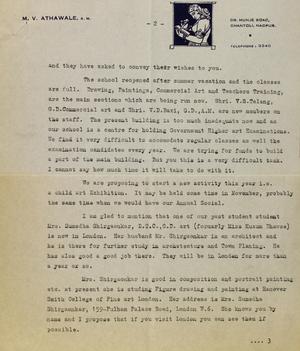 M. V. ATHAWALE, A. M.
- 2 -
DR. MUNJE ROAD,
DHANTOLI, NAGPUR.
TELEPHONE : 3340
and they have asked to convey their wishes to you.
The school reopened after summer vacation and the classes
are full. Drawing, Paintings, Commercial Art and Teachers Training,
are the main sections which are being run now. Shri. V.S.
G.D.Commercial art and Shri. V.D. G.D.,A.M. are new members on
the staff. The present building is too much inadequate now and as
our school is a centre for holding Government Higher art Examinations.
We find it very difficult to accomodate regular classes as well the
examination candidates every year. We are trying for funds to build
a part of the main building. But you this is a very difficult task.
I cannot say how much time it will take to do with it.
We are proposing to start a new activity this year i.e.
a child art Exhibition. It may be held some time in November, probably
the same time when we would have our Annual Social.
I am glad to mention that one of our past student student
Mrs. Sumedha Shirgaonkar, D.T.C.,C.T. art (formarly Miss Kusum
is now in London. Her husband Mr. Shirgaonkar is an architect and
he is there for further study in architenture and Town Planing. He
has also good a good job there. They will be in London for more than
a year or so.
Mrs. Shirgaonkar is good in composition and portrait painting
etc. at present she is studing Figure drawing and painting at Hanover
Smith College of Fine art London. Her address is Mrs. Sumedha
Shirgaonkar, 159-Fulham Palace Road, London W.6. She knows you by
name and I propose that if you visit London you can see them if
possible.
.... 3